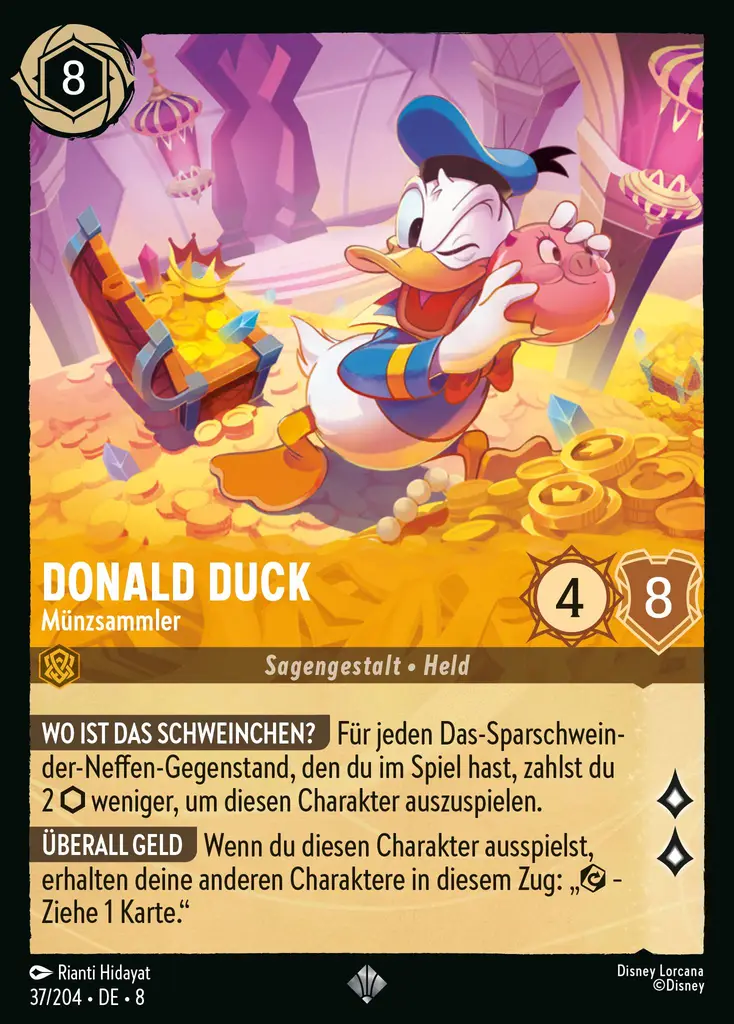 8
DONALD DUCK
Münzsammler
4
8
Sagengestalt • Held
WO IST DAS SCHWEINCHEN? Für jeden Das-Sparschwein-
der-Neffen-Gegenstand, den du im Spiel hast, zahlst du
2 ⬡ weniger, um diesen Charakter auszuspielen.
ÜBERALL GELD Wenn du diesen Charakter ausspielst,
erhalten deine anderen Charaktere in diesem Zug: „⟳ –
Ziehe 1 Karte.“
Rianti Hidayat
37/204 • DE • 8
Disney Lorcana
©Disney